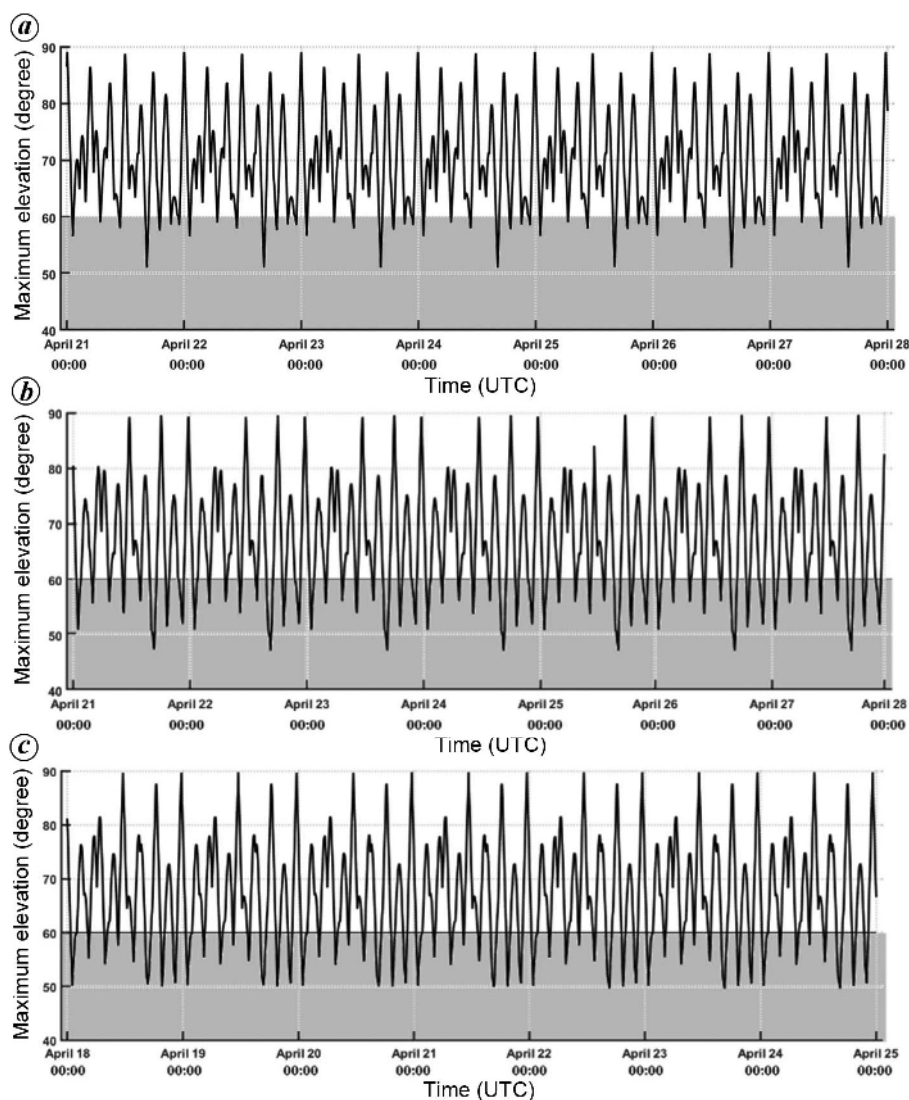 a
Maximum elevation (degree)
90
80
70
60
50
40
April 21 April 22 April 23 April 24 April 25 April 26 April 27 April 28
00:00 00:00 00:00 00:00 00:00 00:00 00:00 00:00
Time (UTC)
b
Maximum elevation (degree)
90
80
70
60
50
40
April 21 April 22 April 23 April 24 April 25 April 26 April 27 April 28
00:00 00:00 00:00 00:00 00:00 00:00 00:00 00:00
Time (UTC)
c
Maximum elevation (degree)
90
80
70
60
50
40
April 18 April 19 April 20 April 21 April 22 April 23 April 24 April 25
00:00 00:00 00:00 00:00 00:00 00:00 00:00 00:00
Time (UTC)